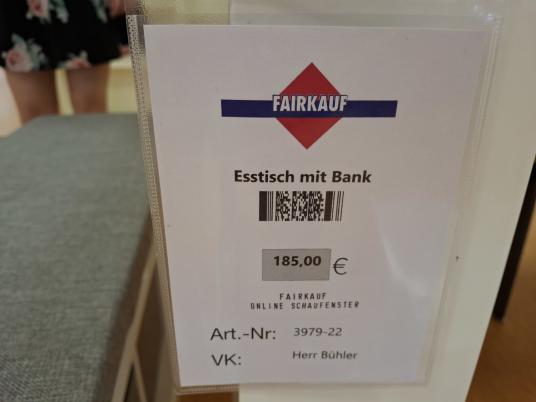 FAIRKAUF
Esstisch mit Bank
185,00 €
FAIRKAUF
ONLINE SCHAUFENSTER
Art.-Nr: 3979-22
VK: Herr Bühler